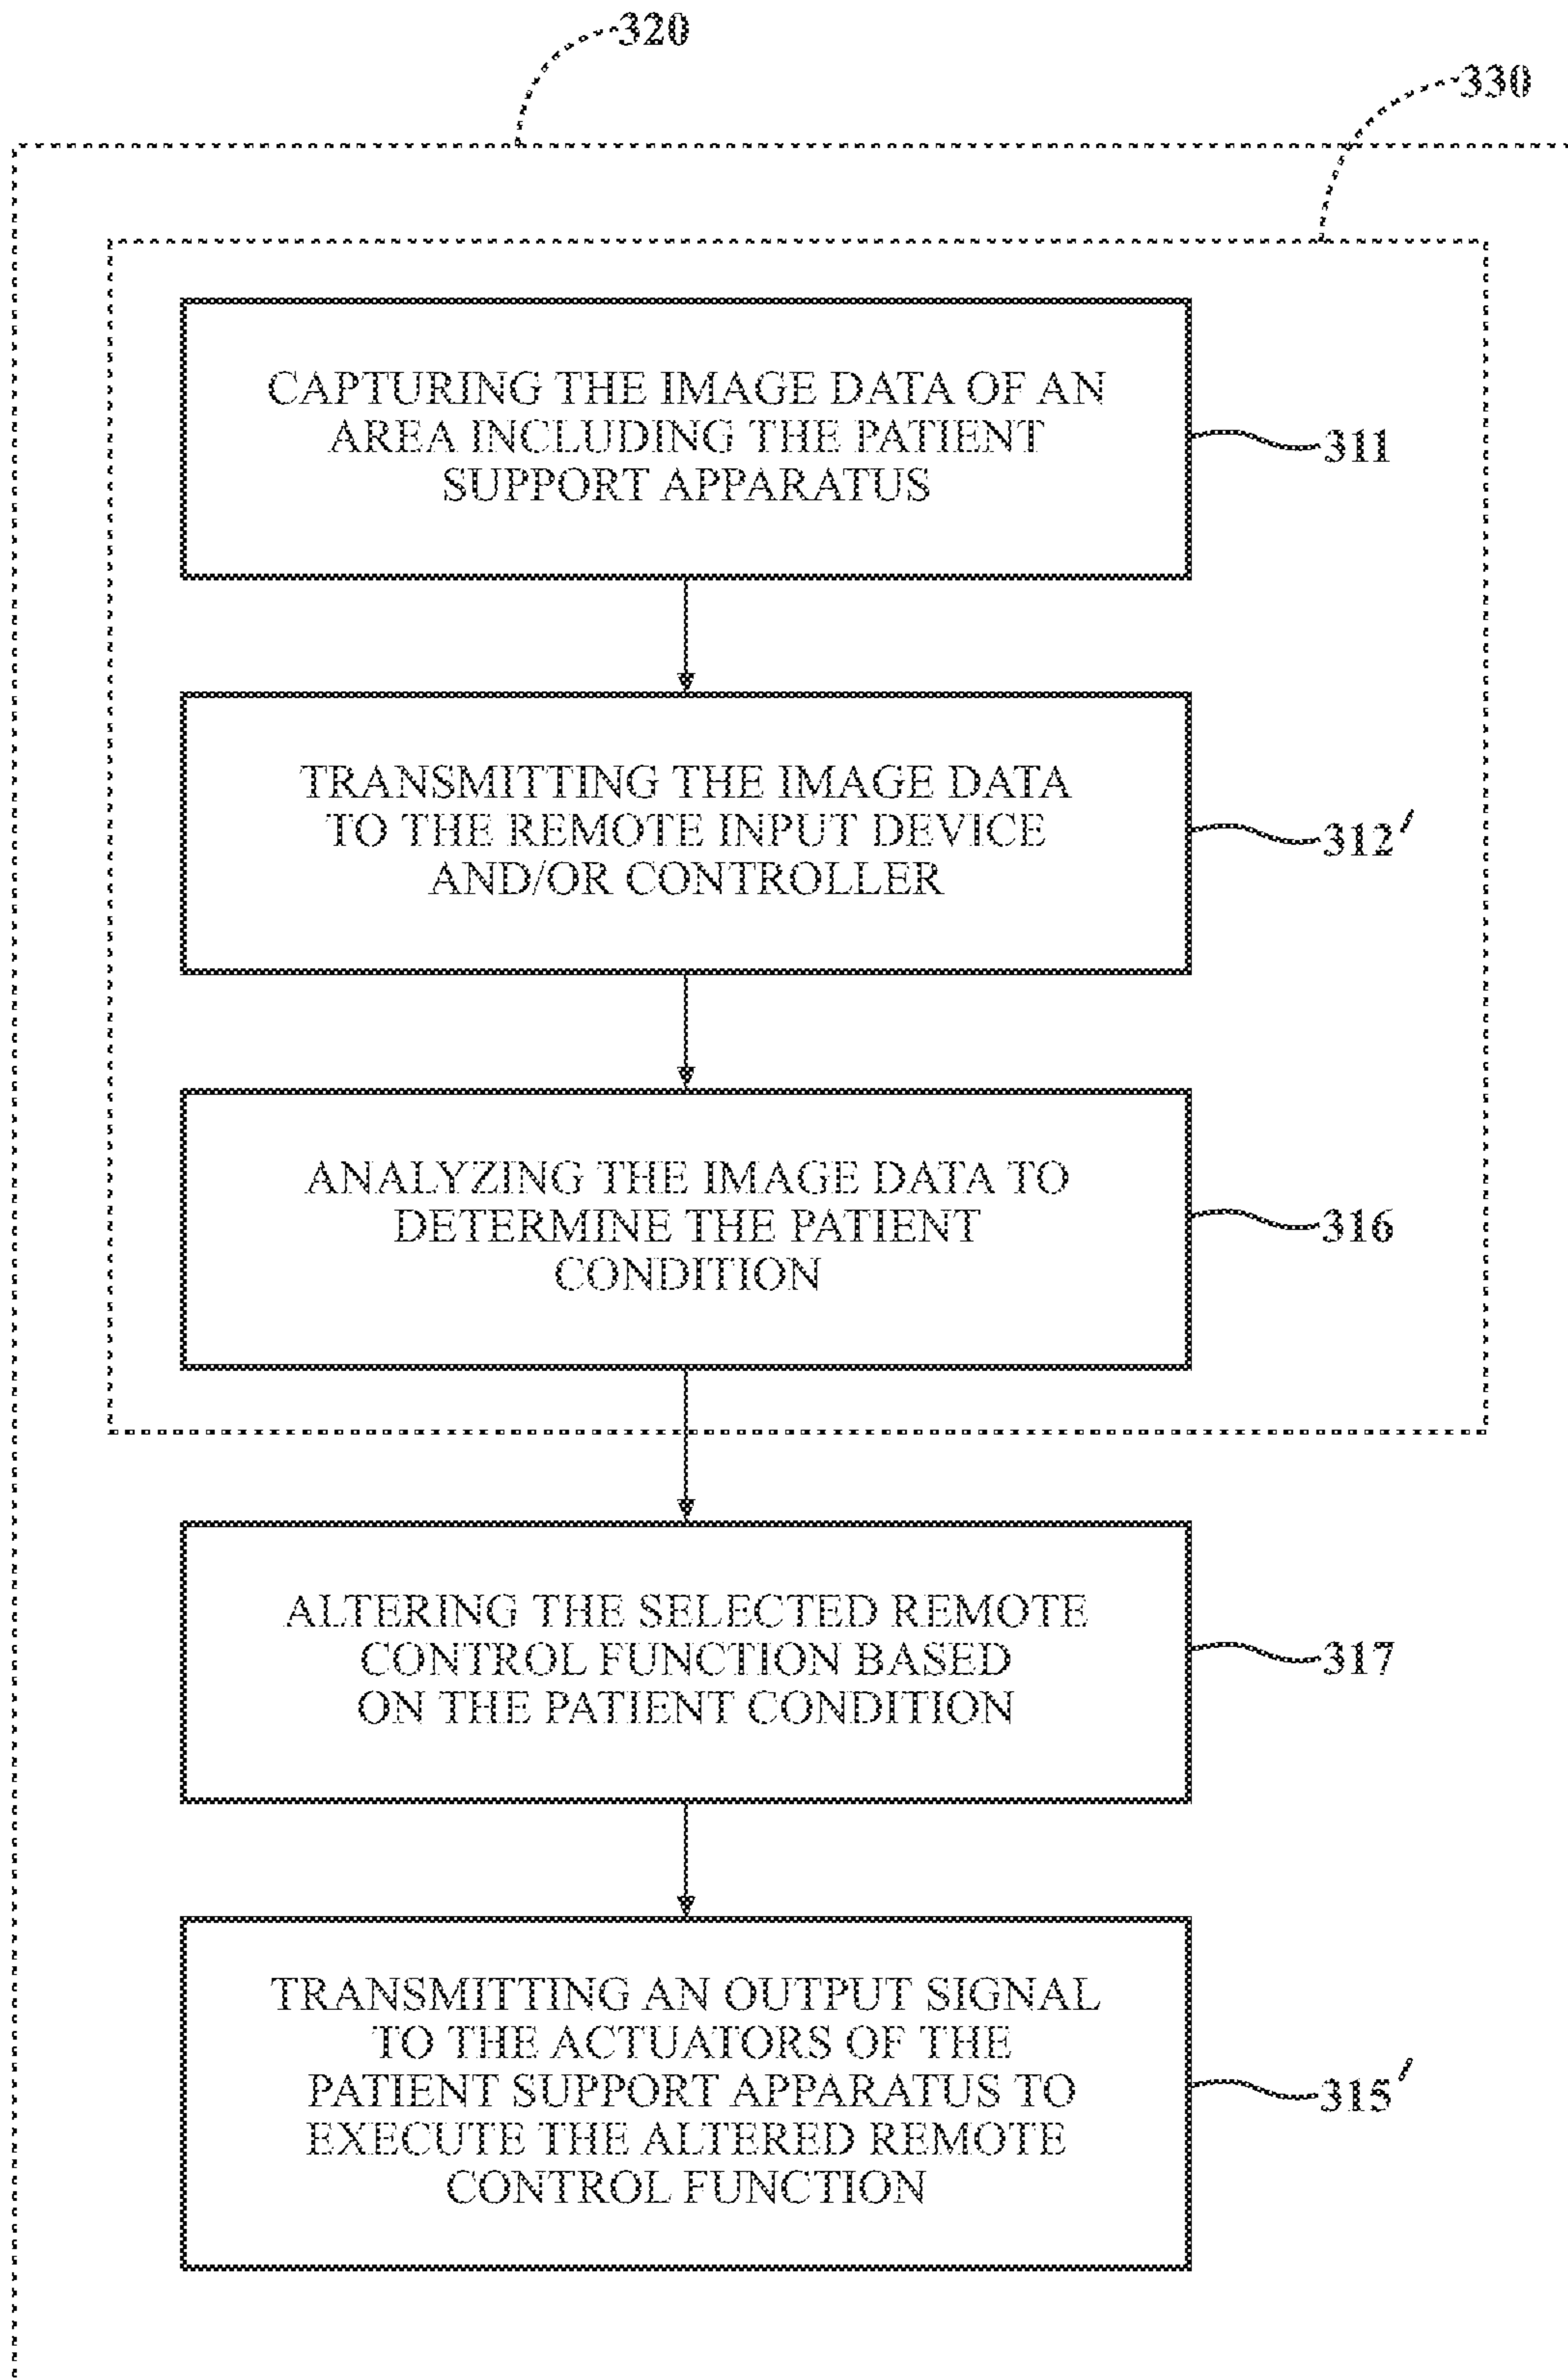 320
330
CAPTURING THE IMAGE DATA OF AN
AREA INCLUDING THE PATIENT
SUPPORT APPARATUS
311
TRANSMITTING THE IMAGE DATA
TO THE REMOTE INPUT DEVICE
AND/OR CONTROLLER
312'
ANALYZING THE IMAGE DATA TO
DETERMINE THE PATIENT
CONDITION
316
ALTERING THE SELECTED REMOTE
CONTROL FUNCTION BASED
ON THE PATIENT CONDITION
317
TRANSMITTING AN OUTPUT SIGNAL
TO THE ACTUATORS OF THE
PATIENT SUPPORT APPARATUS TO
EXECUTE THE ALTERED REMOTE
CONTROL FUNCTION
315'